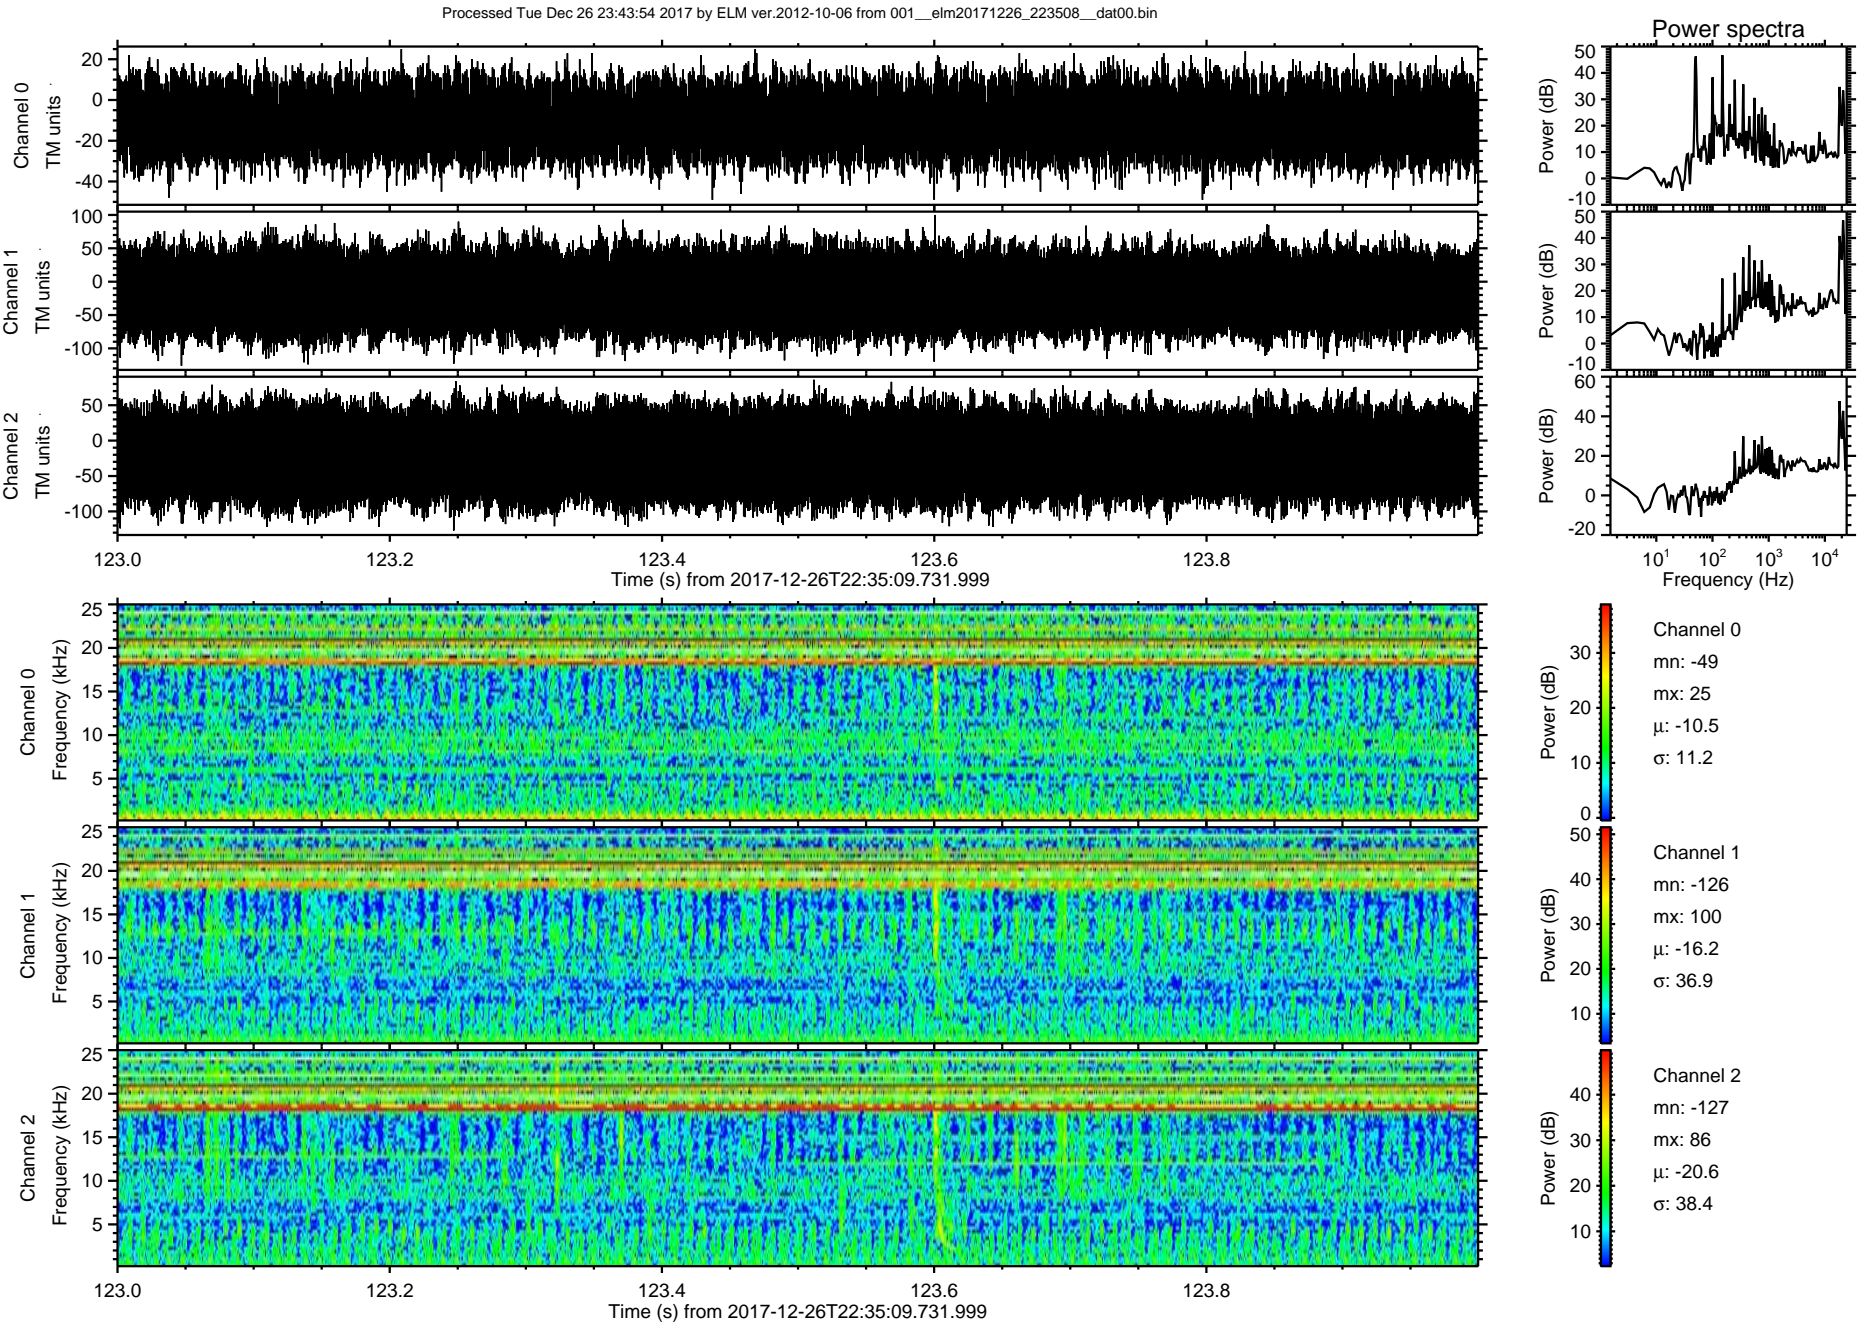 Processed Tue Dec 26 23:43:54 2017 by ELM ver.2012-10-06 from 001__elm20171226_223508__dat00.bin
Power spectra
Channel 0
TM units
20
0
-20
-40
Power (dB)
50
40
30
20
10
0
-10
Channel 1
TM units
100
50
0
-50
-100
Power (dB)
50
40
30
20
10
0
-10
Channel 2
TM units
50
0
-50
-100
Power (dB)
60
40
20
0
-20
123.0 123.2 123.4 123.6 123.8
Time (s) from 2017-12-26T22:35:09.731.999
10^1 10^2 10^3 10^4
Frequency (Hz)
Channel 0
Frequency (kHz)
25
20
15
10
5
Power (dB)
30
20
10
0
Channel 0
mn: -49
mx: 25
μ: -10.5
σ: 11.2
Channel 1
Frequency (kHz)
25
20
15
10
5
Power (dB)
50
40
30
20
10
Channel 1
mn: -126
mx: 100
μ: -16.2
σ: 36.9
Channel 2
Frequency (kHz)
25
20
15
10
5
Power (dB)
40
30
20
10
Channel 2
mn: -127
mx: 86
μ: -20.6
σ: 38.4
123.0 123.2 123.4 123.6 123.8
Time (s) from 2017-12-26T22:35:09.731.999